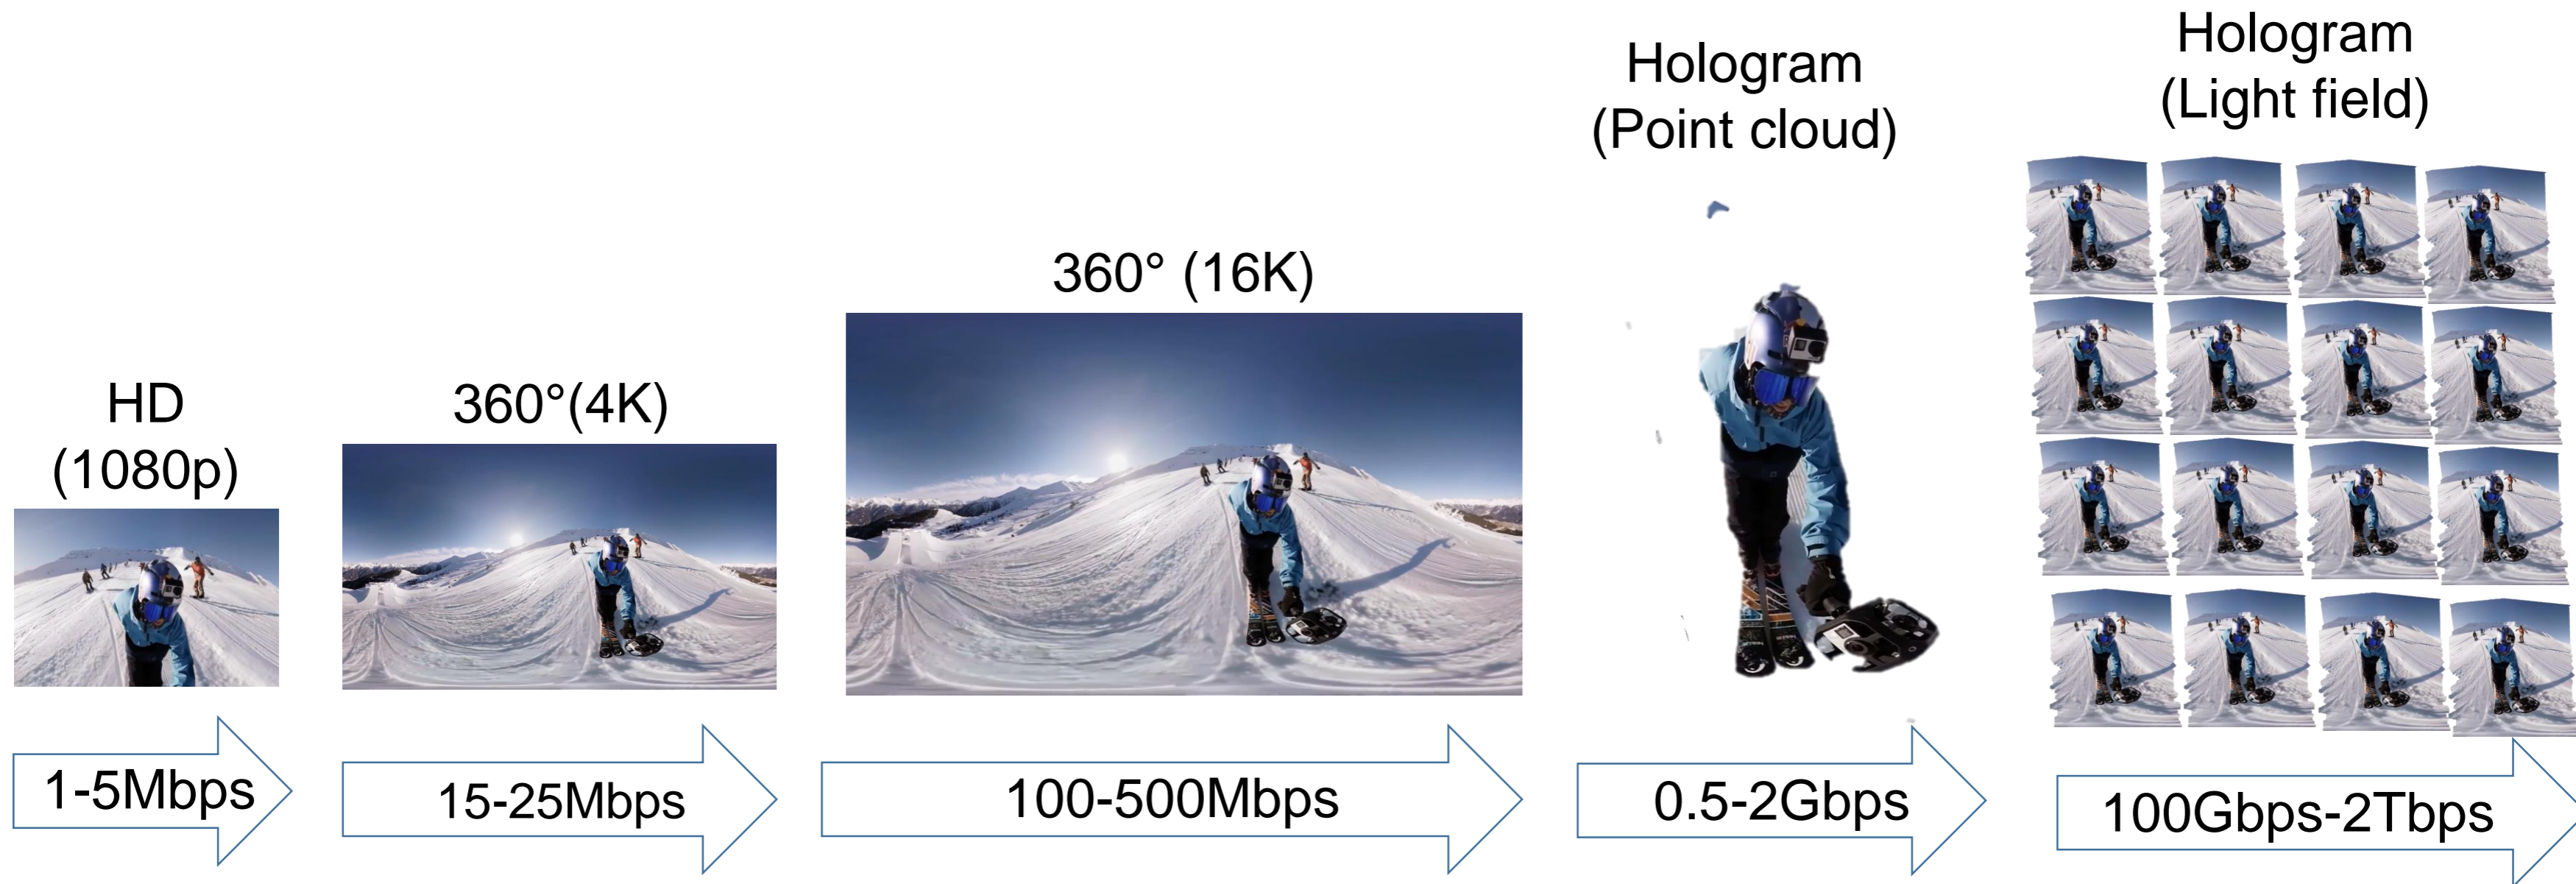 HD
(1080p)
360°(4K)
360° (16K)
Hologram
(Point cloud)
Hologram
(Light field)
1-5Mbps
15-25Mbps
100-500Mbps
0.5-2Gbps
100Gbps-2Tbps